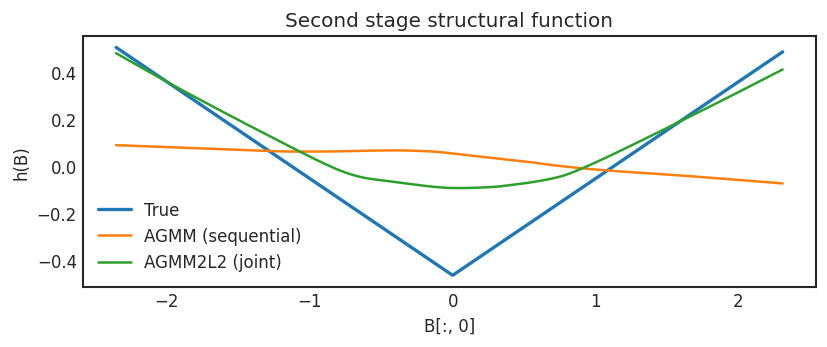 Second stage structural function
h(B)
0.4
0.2
0.0
−0.2
−0.4
True
AGMM (sequential)
AGMM2L2 (joint)
−2
−1
0
1
2
B[:, 0]